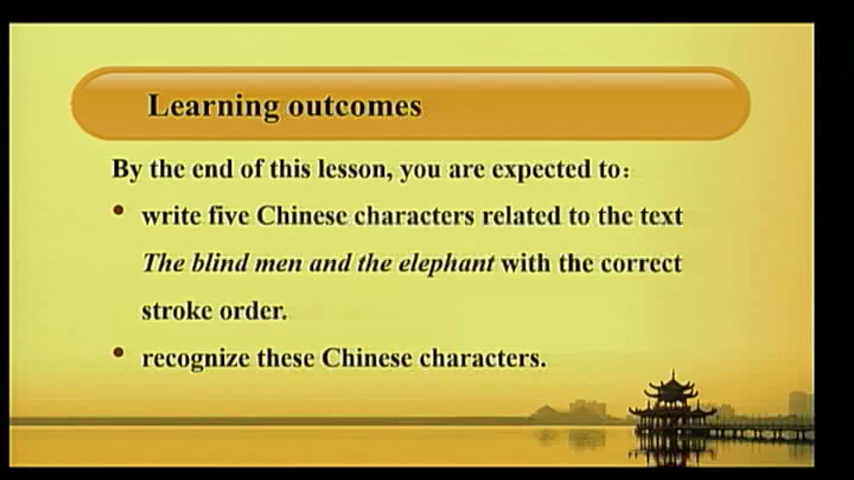 Learning outcomes
By the end of this lesson, you are expected to:
• write five Chinese characters related to the text
The blind men and the elephant with the correct
stroke order.
• recognize these Chinese characters.